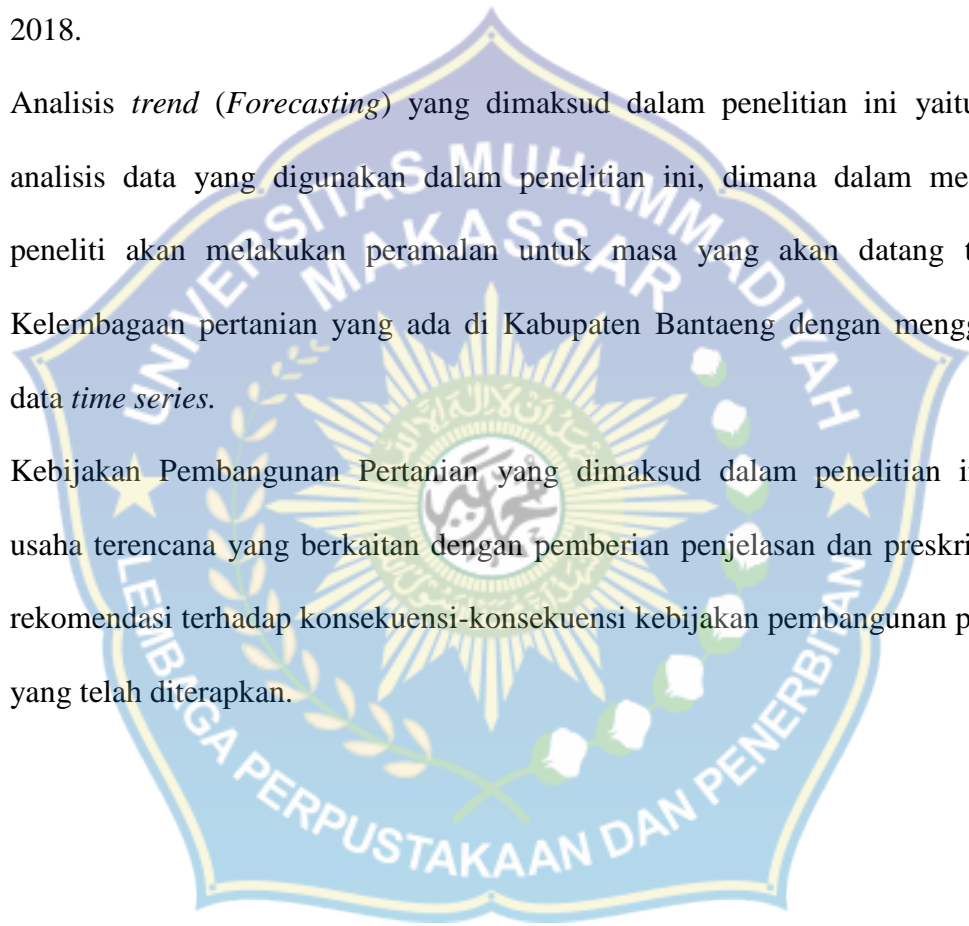 2018.
Analisis trend (Forecasting) yang dimaksud dalam penelitian ini yaitu
analisis data yang digunakan dalam penelitian ini, dimana dalam me
peneliti akan melakukan peramalan untuk masa yang akan datang t
Kelembagaan pertanian yang ada di Kabupaten Bantaeng dengan mengg
data time series.
Kebijakan Pembangunan Pertanian yang dimaksud dalam penelitian i
usaha terencana yang berkaitan dengan pemberian penjelasan dan preskri
rekomendasi terhadap konsekuensi-konsekuensi kebijakan pembangunan p
yang telah diterapkan.
UNIVERSITAS MUHAMMADIYAH
MAKASSAR
LEMBAGA PERPUSTAKAAN DAN PENERBITAN